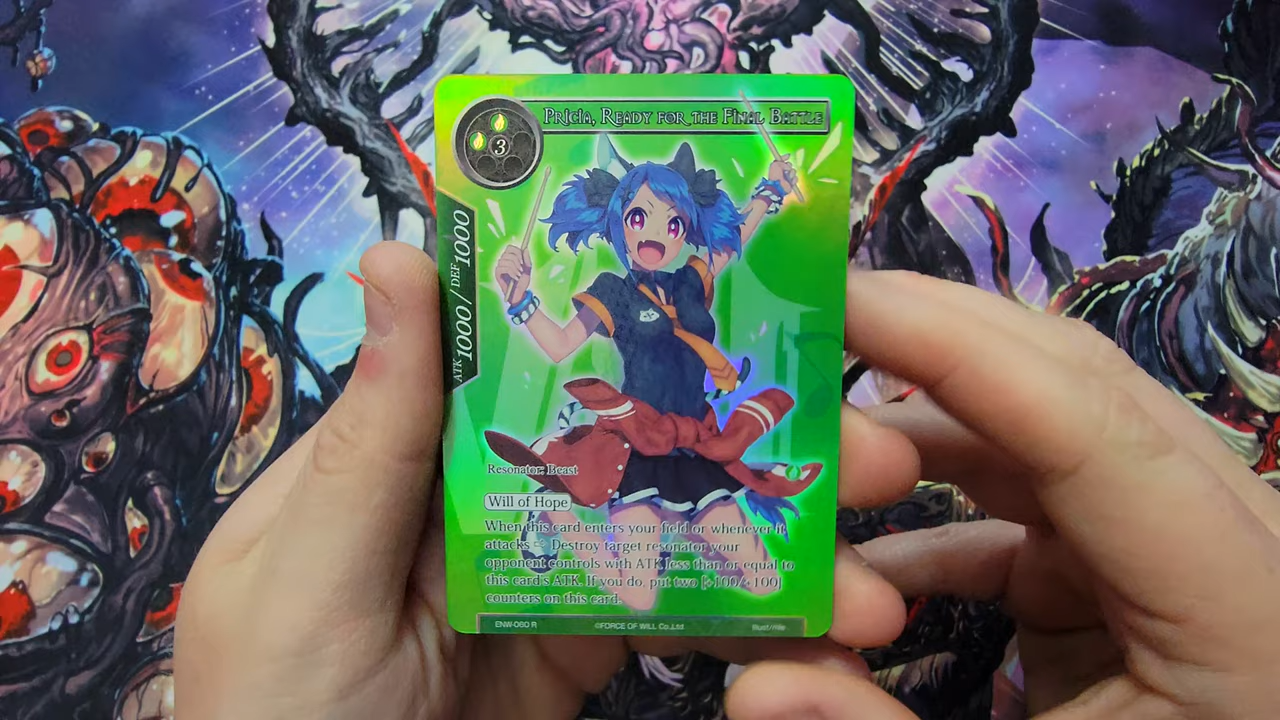 Pricia, Ready for the Final Battle
3
ATK 1000 / DEF 1000
Resonator: Beast
Will of Hope
When this card enters your field or whenever it
attacks ⇨ Destroy target resonator your
opponent controls with ATK less than or equal to
this card's ATK. If you do, put two [+100/+100]
counters on this card.
ENW-060 R
©FORCE OF WILL Co.,Ltd